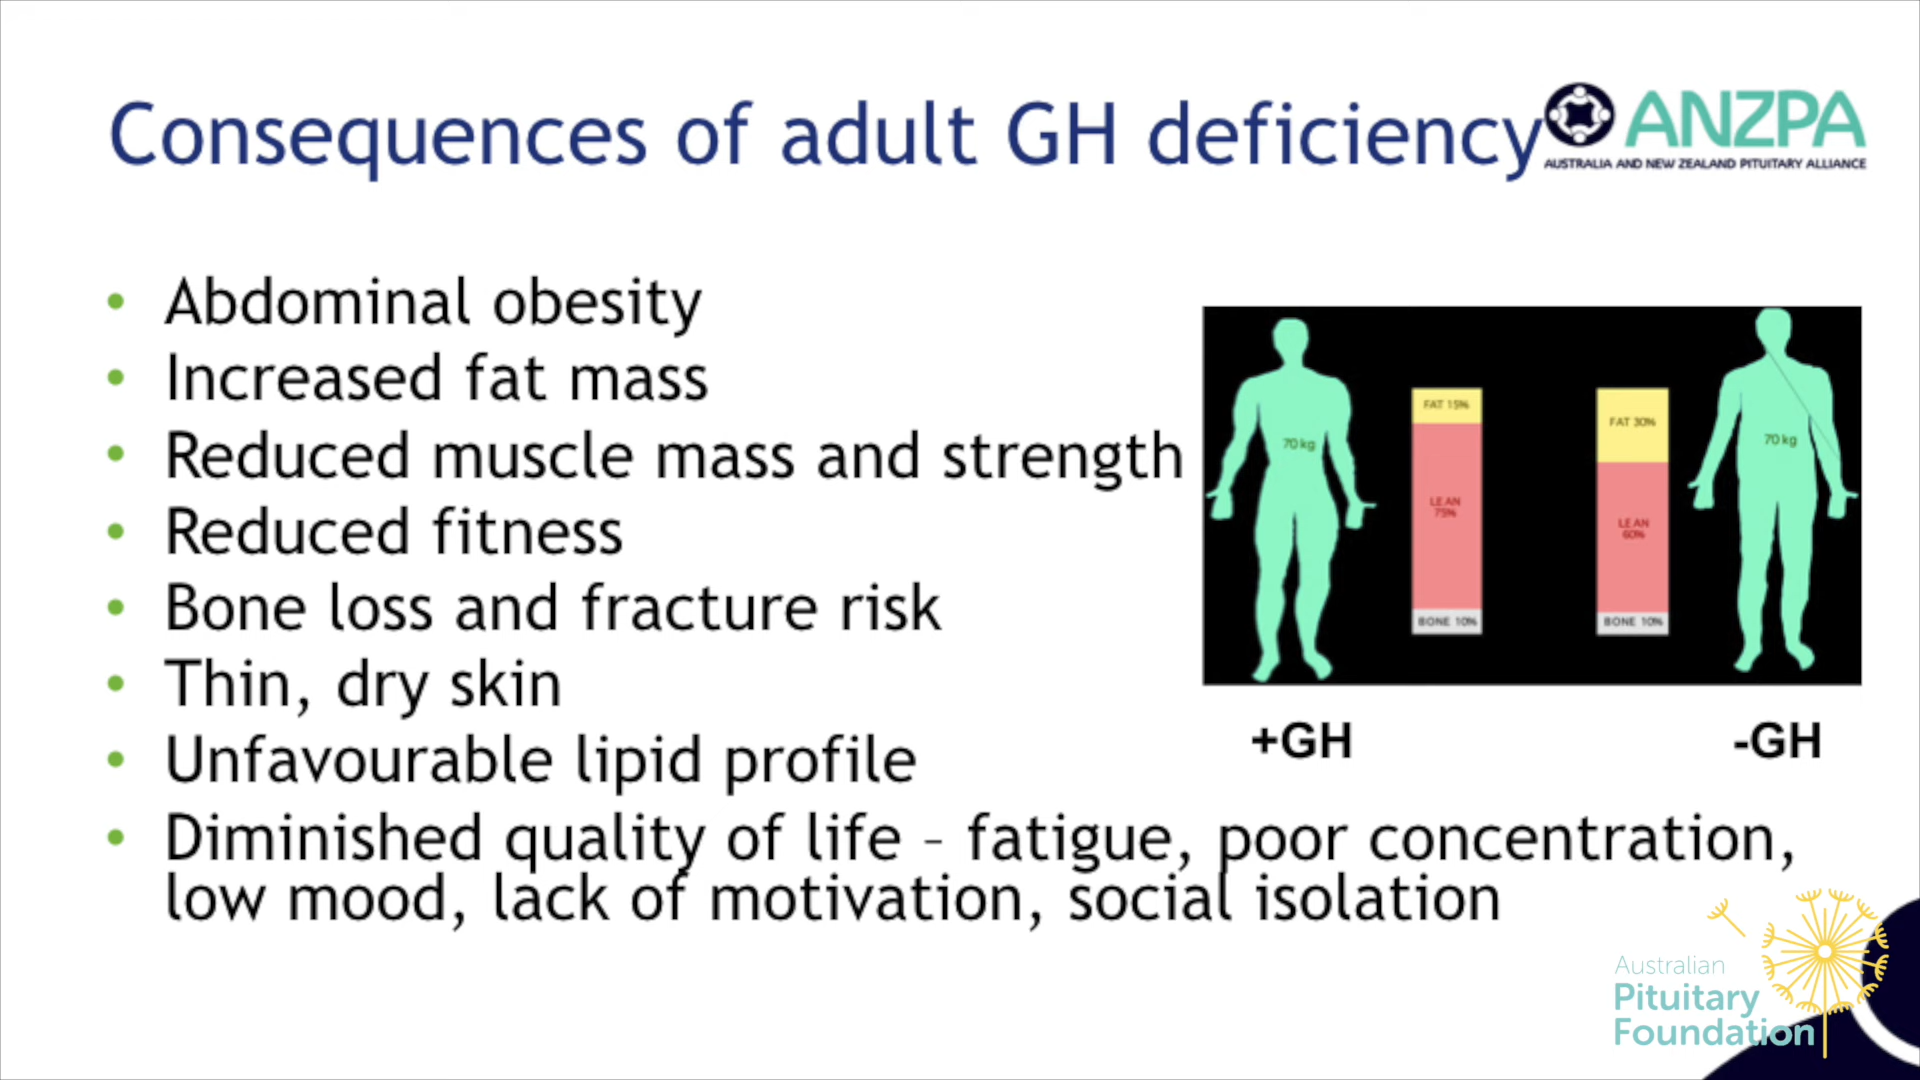 Consequences of adult GH deficiency
ANZPA
AUSTRALIA AND NEW ZEALAND PITUITARY ALLIANCE
• Abdominal obesity
• Increased fat mass
• Reduced muscle mass and strength
• Reduced fitness
• Bone loss and fracture risk
• Thin, dry skin
• Unfavourable lipid profile
• Diminished quality of life – fatigue, poor concentration,
low mood, lack of motivation, social isolation
70 kg
FAT 15%
LEAN
75%
BONE 10%
FAT 30%
LEAN
60%
BONE 10%
70 kg
+GH
-GH
Australian
Pituitary
Foundation